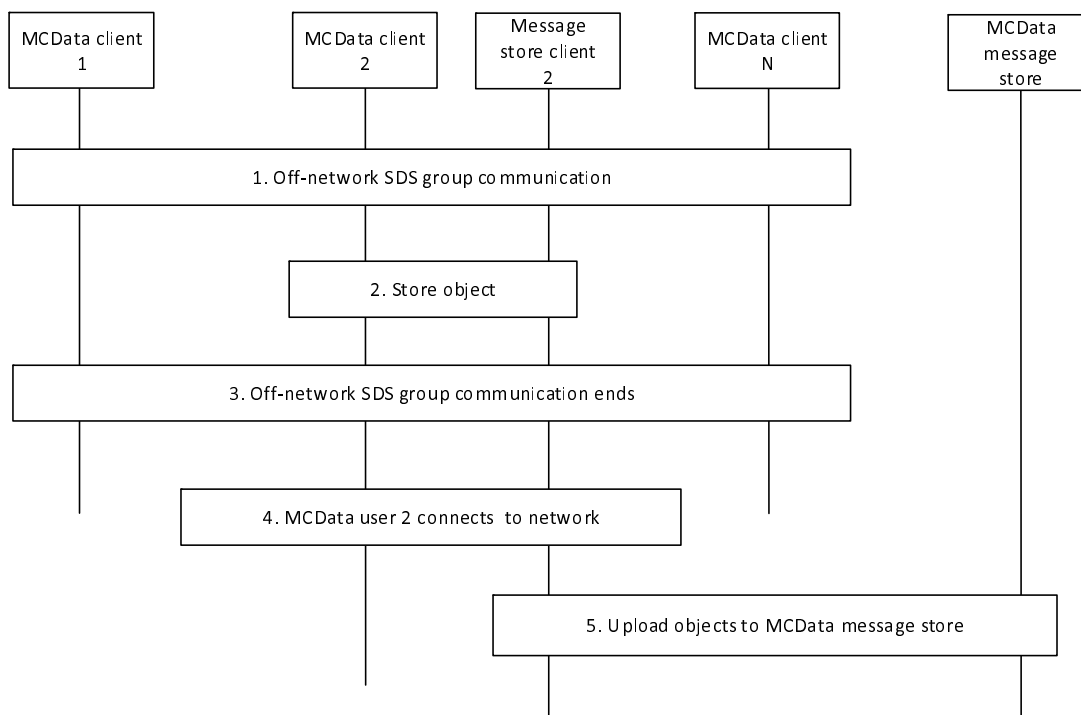 MCData client
1
MCData client
2
Message
store client
2
MCData client
N
MCData
message
store
1. Off-network SDS group communication
2. Store object
3. Off-network SDS group communication ends
4. MCData user 2 connects to network
5. Upload objects to MCData message store